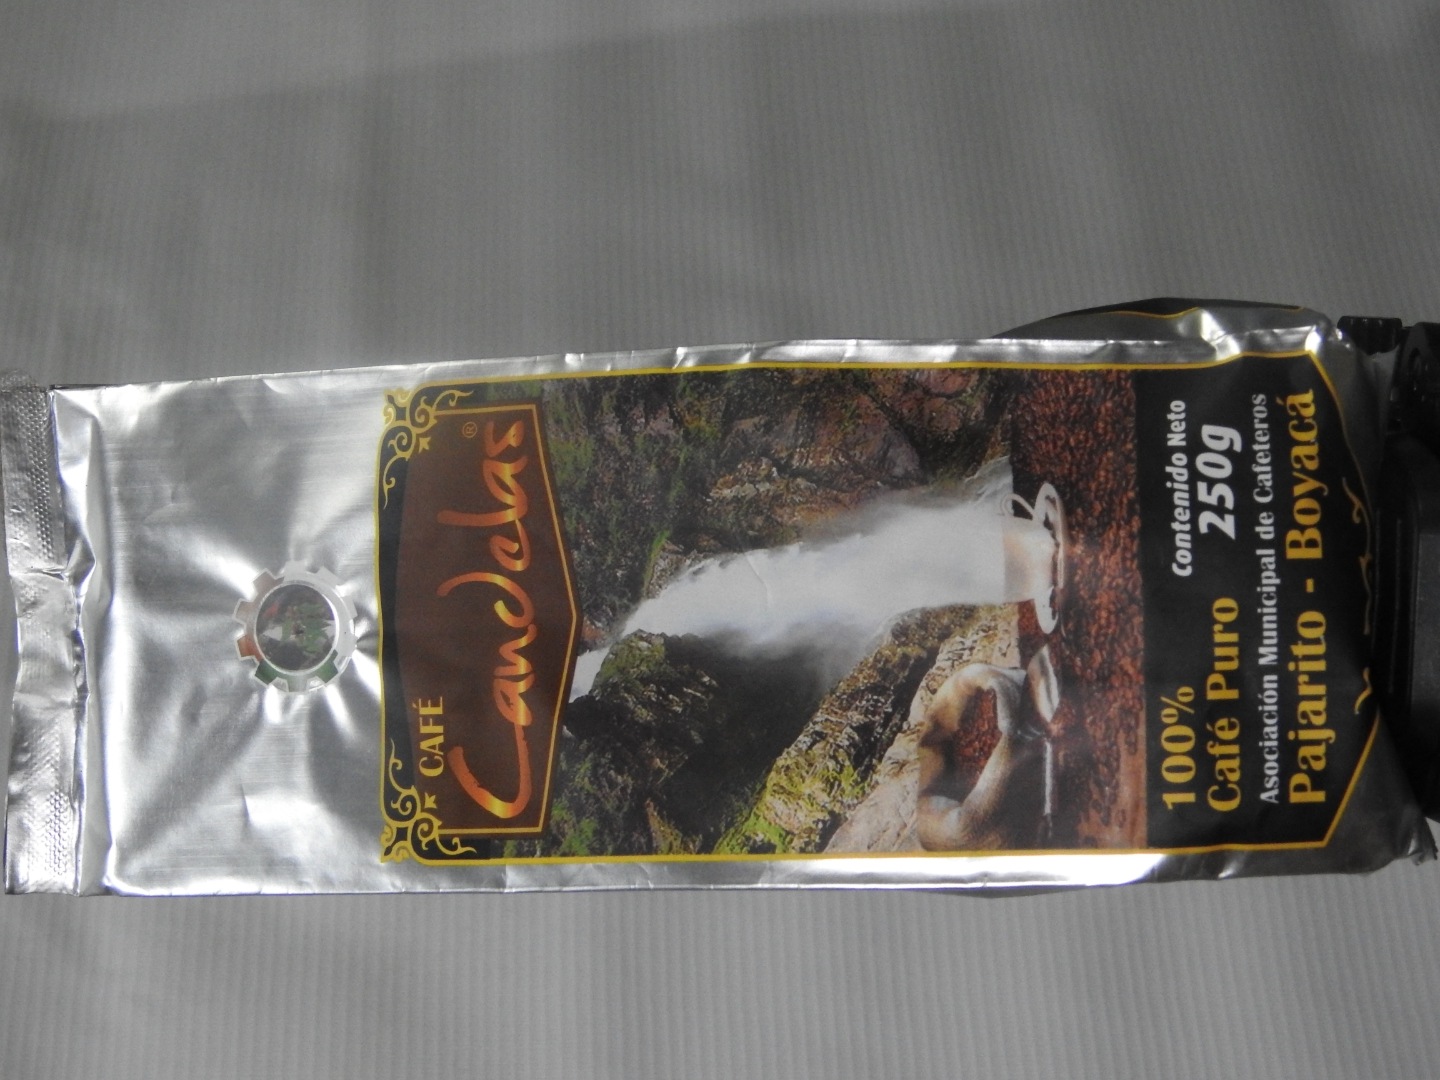 CAFÉ
Candelas®
Contenido Neto
100% 250g
Café Puro
Asociación Municipal de Cafeteros
Pajarito - Boyacá